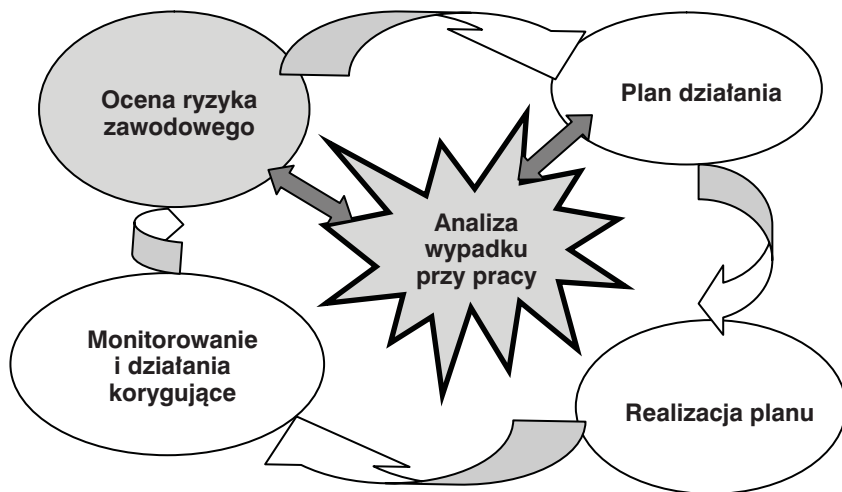 Ocena ryzyka
zawodowego
Plan działania
Analiza
wypadku
przy pracy
Monitorowanie
i działania
korygujące
Realizacja planu